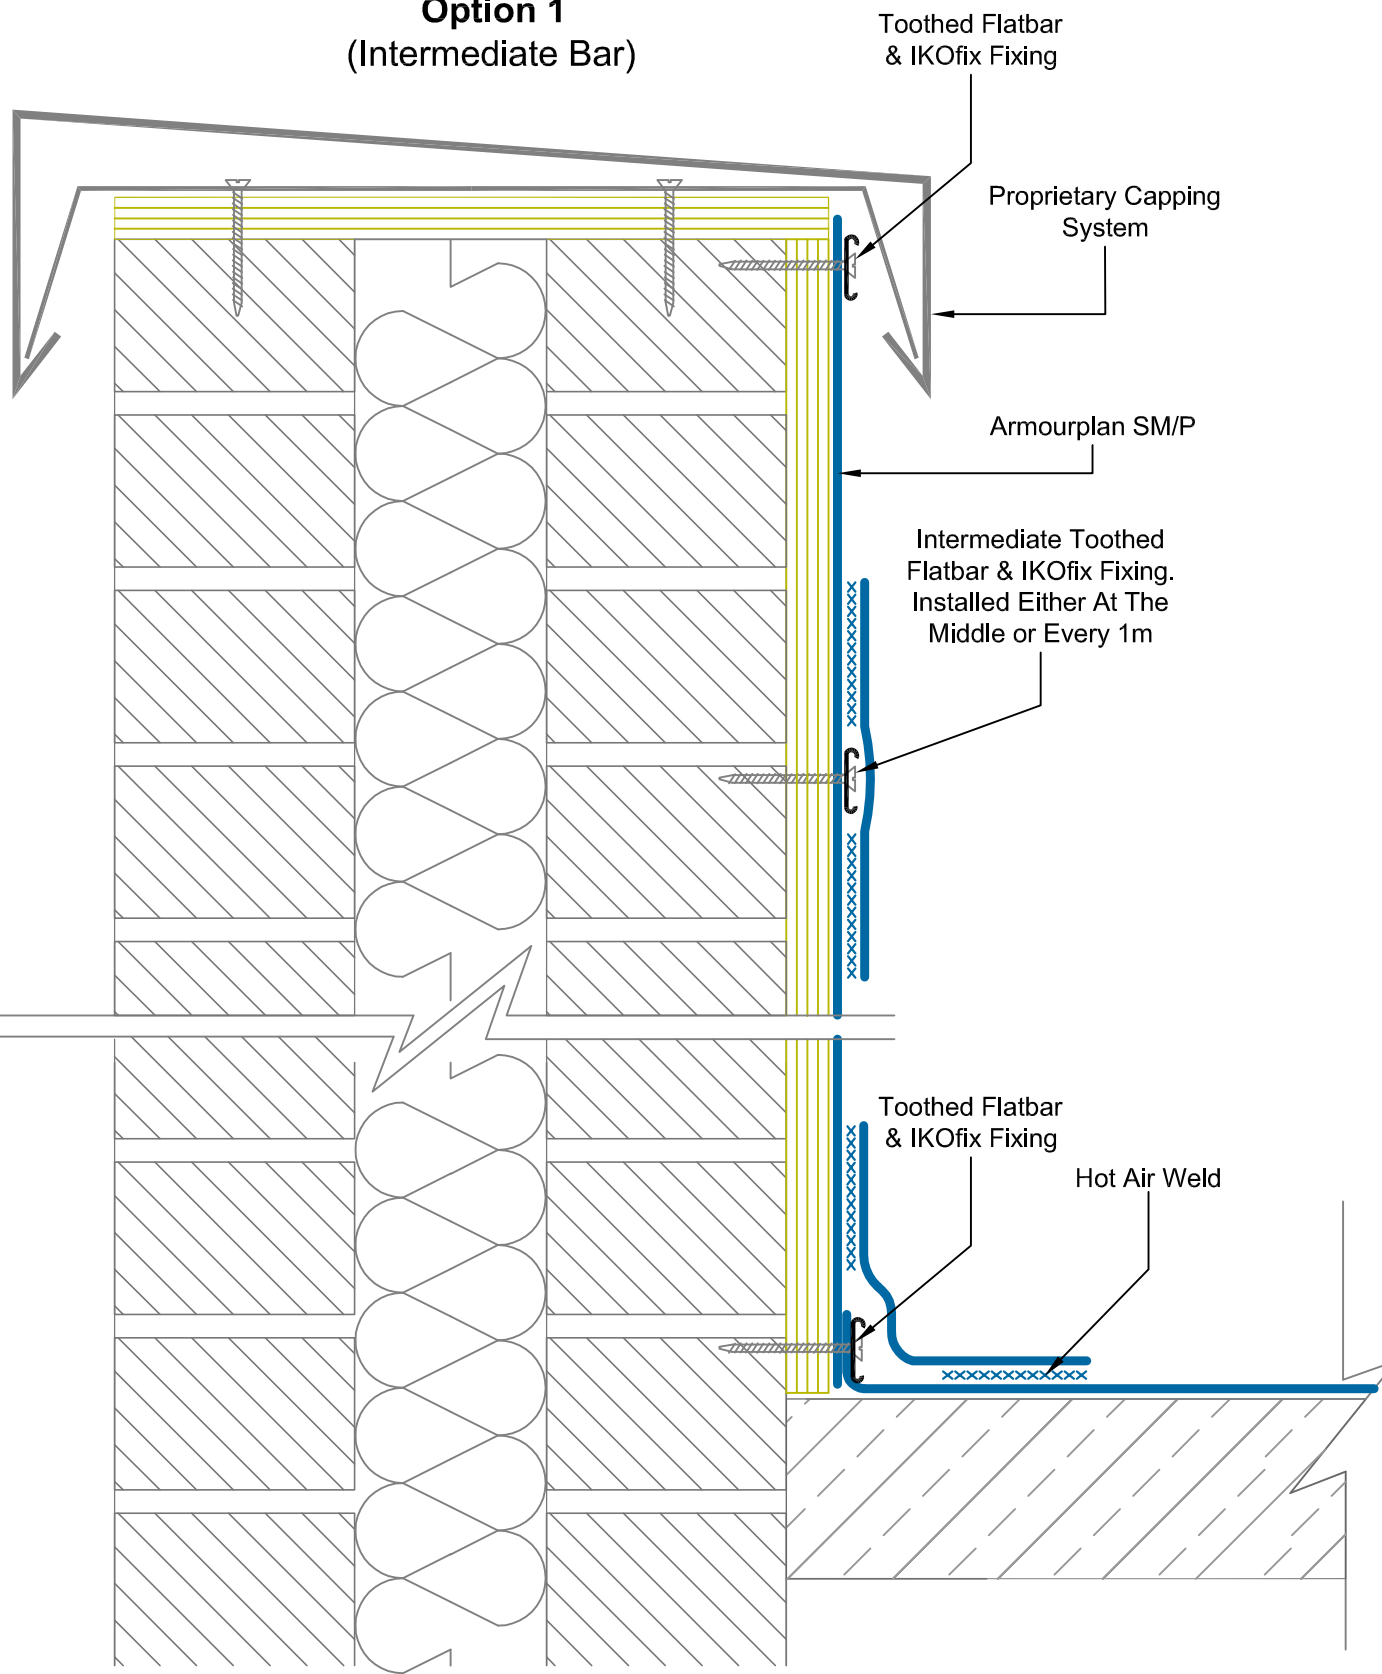 Option 1
(Intermediate Bar)
Toothed Flatbar
& IKOfix Fixing
Proprietary Capping
System
Armourplan SM/P
Intermediate Toothed
Flatbar & IKOfix Fixing.
Installed Either At The
Middle or Every 1m
Toothed Flatbar
& IKOfix Fixing
Hot Air Weld